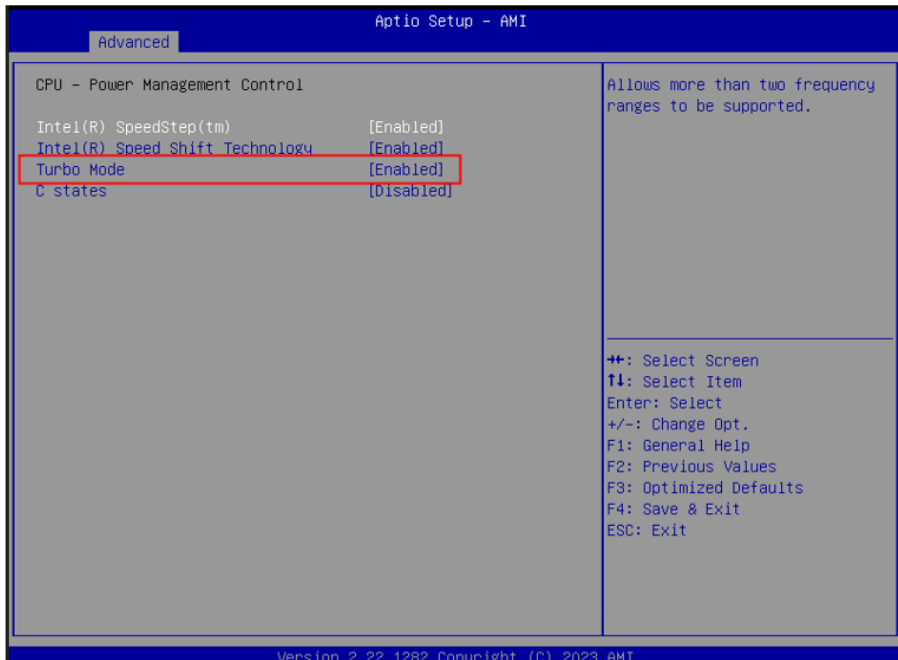 Aptio Setup – AMI
Advanced
CPU – Power Management Control
Intel(R) SpeedStep(tm) [Enabled]
Intel(R) Speed Shift Technology [Enabled]
Turbo Mode [Enabled]
C states [Disabled]
Allows more than two frequency
ranges to be supported.
→←: Select Screen
↑↓: Select Item
Enter: Select
+/-: Change Opt.
F1: General Help
F2: Previous Values
F3: Optimized Defaults
F4: Save & Exit
ESC: Exit
Version 2.22.1282 Copyright (C) 2023 AMI